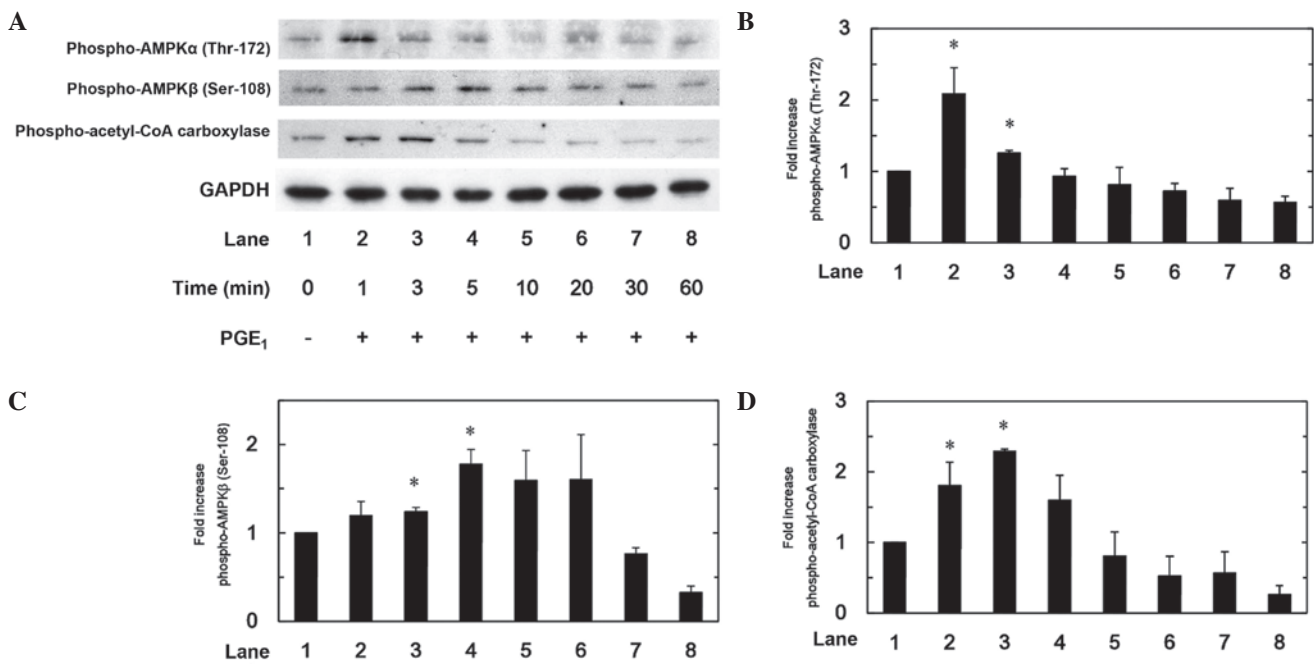 A
Phospho-AMPKα (Thr-172)
Phospho-AMPKβ (Ser-108)
Phospho-acetyl-CoA carboxylase
GAPDH
Lane 1 2 3 4 5 6 7 8
Time (min) 0 1 3 5 10 20 30 60
PGE₁ - + + + + + + +
B
Fold increase
phospho-AMPKα (Thr-172)
3
2
1
0
* *
Lane 1 2 3 4 5 6 7 8
C
Fold increase
phospho-AMPKβ (Ser-108)
2
1
0
* *
Lane 1 2 3 4 5 6 7 8
D
Fold increase
phospho-acetyl-CoA carboxylase
3
2
1
0
* *
Lane 1 2 3 4 5 6 7 8